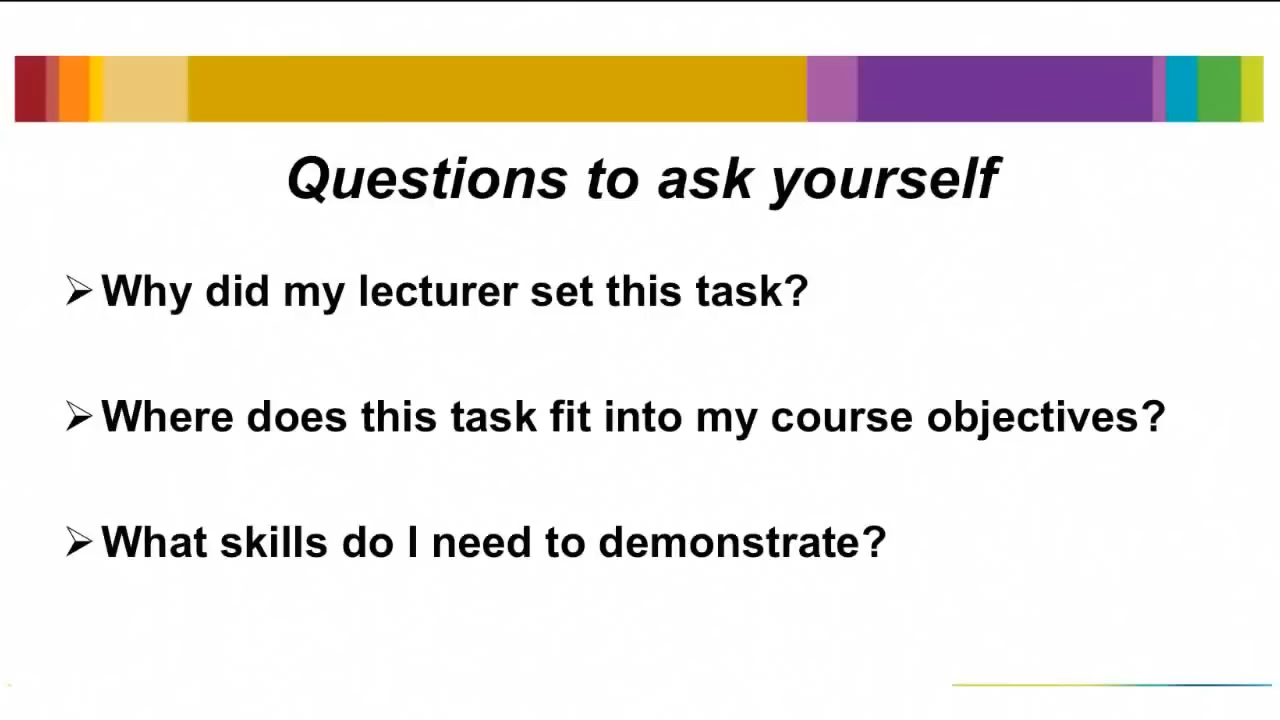 Questions to ask yourself
➢ Why did my lecturer set this task?
➢ Where does this task fit into my course objectives?
➢ What skills do I need to demonstrate?